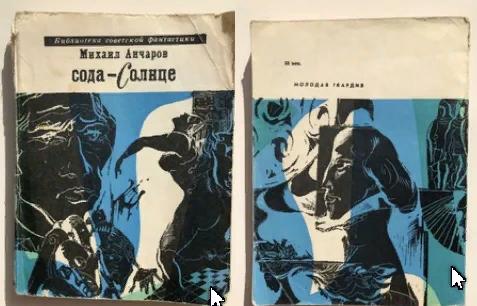 Библиотека советской фантастики
Михаил Анчаров
сода-Солнце
МОЛОДАЯ ГВАРДИЯ